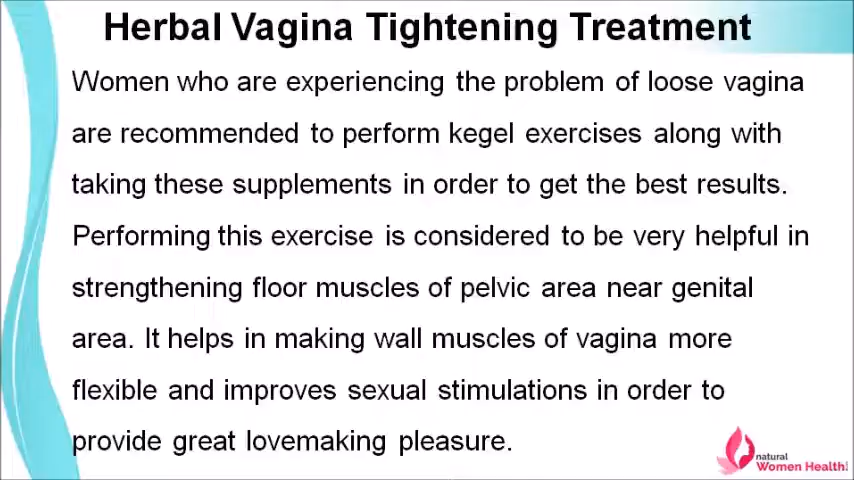 Herbal Vagina Tightening Treatment
Women who are experiencing the problem of loose vagina
are recommended to perform kegel exercises along with
taking these supplements in order to get the best results.
Performing this exercise is considered to be very helpful in
strengthening floor muscles of pelvic area near genital
area. It helps in making wall muscles of vagina more
flexible and improves sexual stimulations in order to
provide great lovemaking pleasure.
natural
Women Health